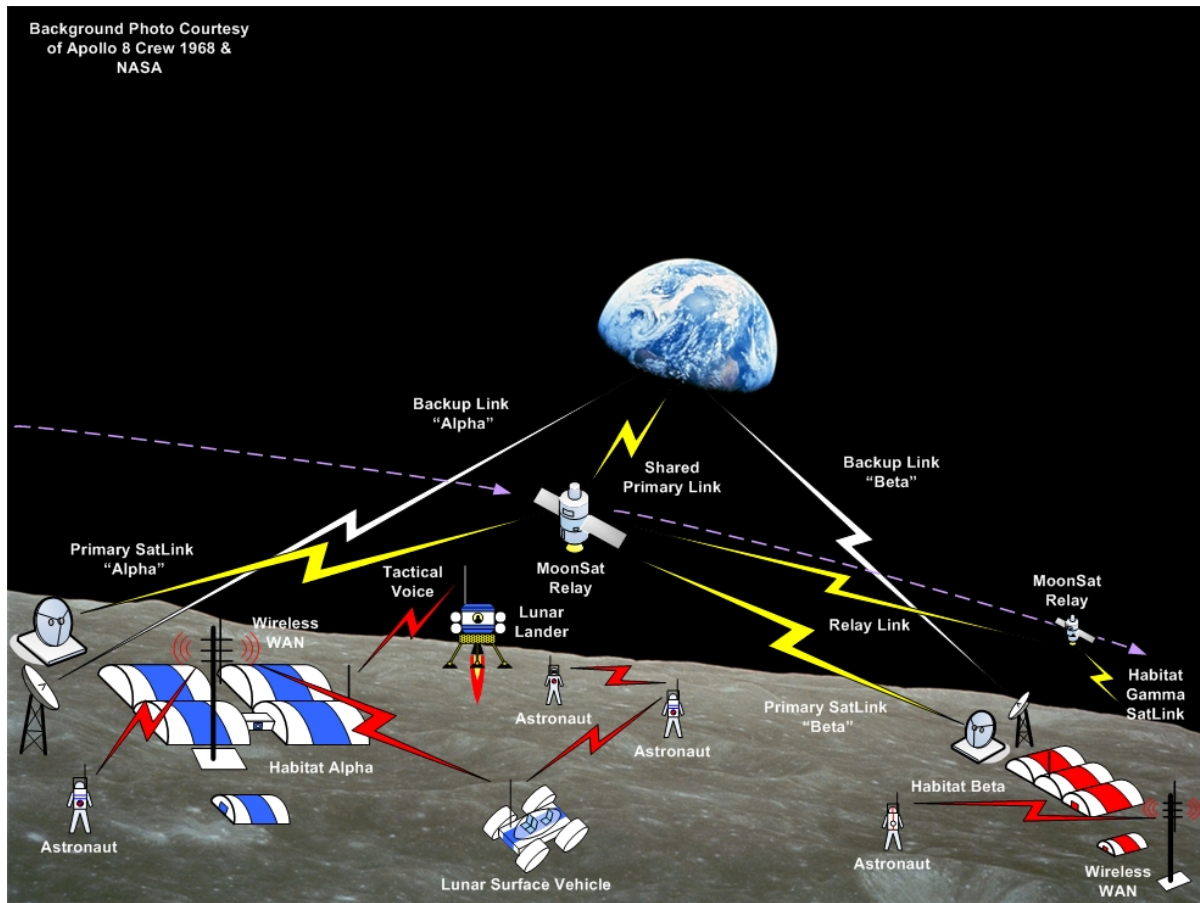 Background Photo Courtesy
of Apollo 8 Crew 1968 &
NASA
Backup Link
“Alpha”
Shared
Primary Link
Backup Link
“Beta”
Primary SatLink
“Alpha”
MoonSat
Relay
MoonSat
Relay
Tactical
Voice
Lunar
Lander
Wireless
WAN
Relay Link
Habitat
Gamma
SatLink
Astronaut
Primary SatLink
“Beta”
Astronaut
Habitat Alpha
Habitat Beta
Astronaut
Astronaut
Lunar Surface Vehicle
Wireless
WAN